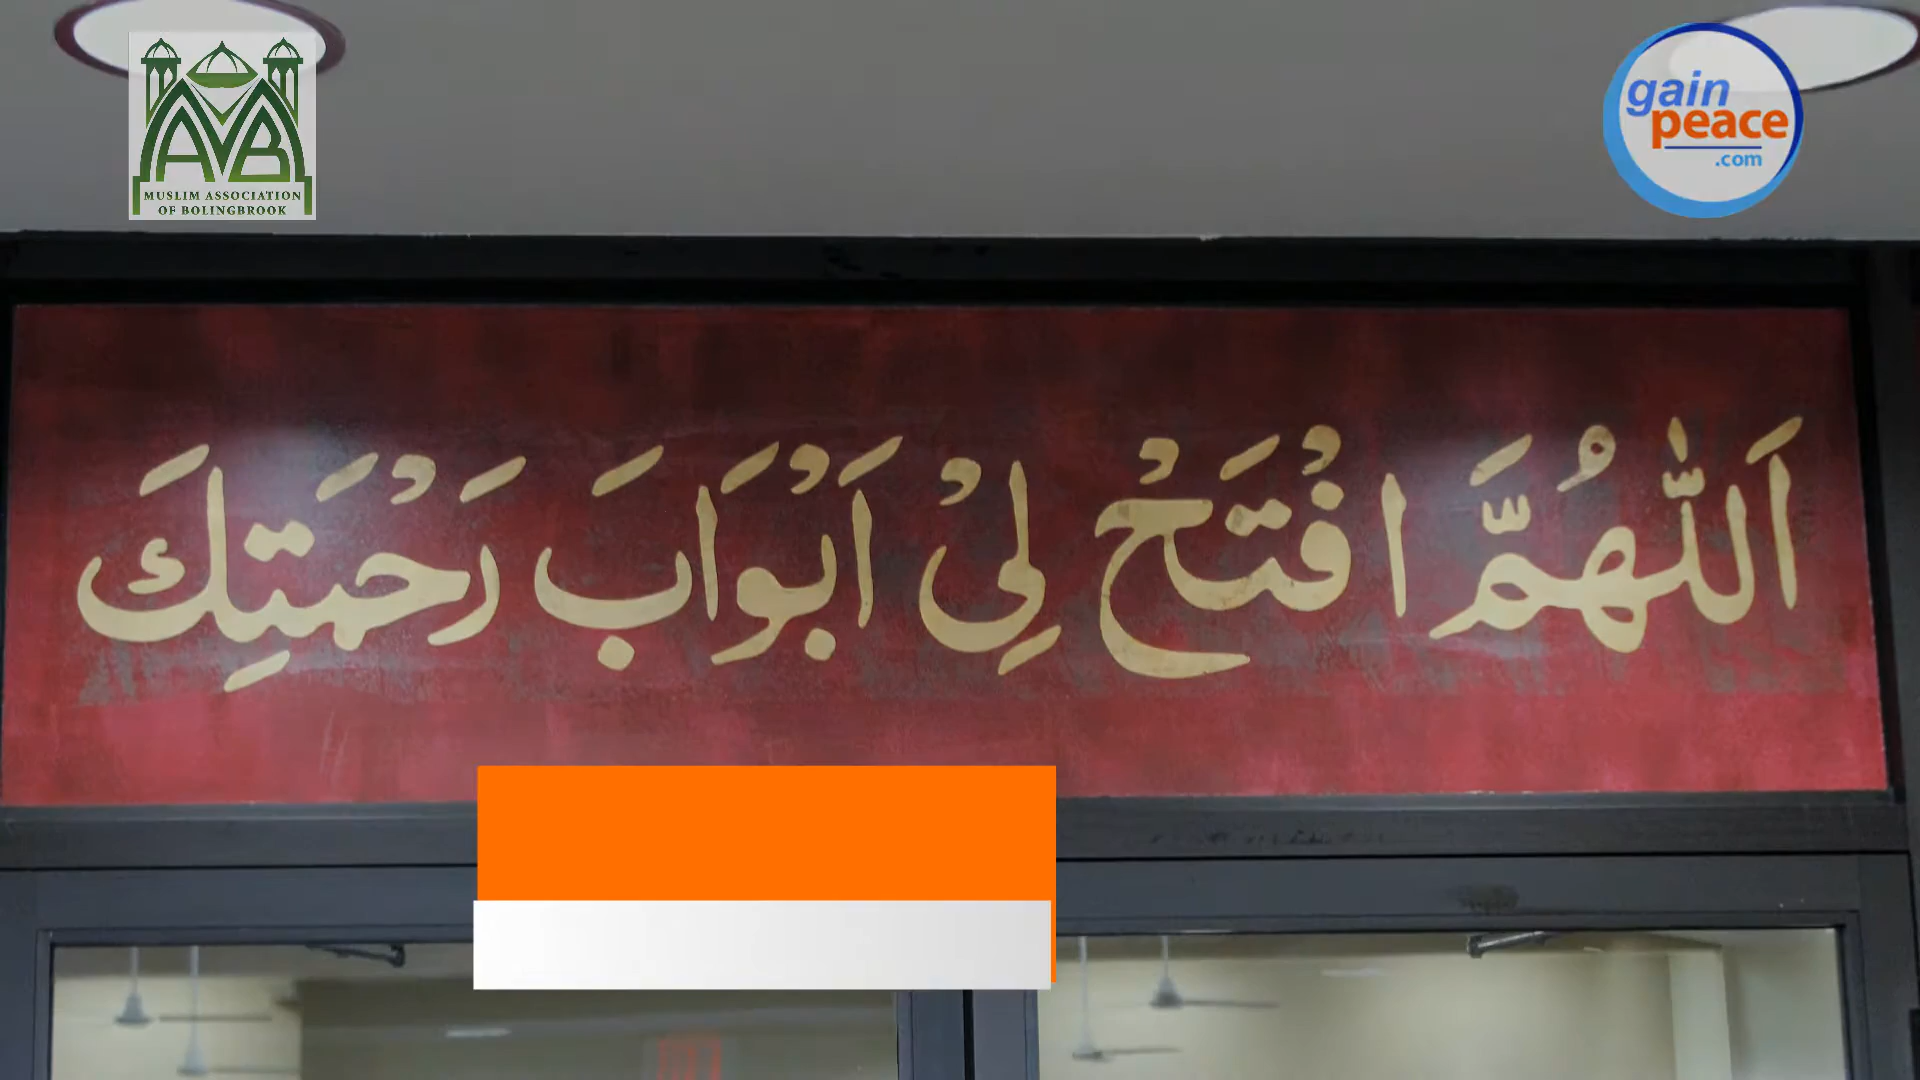 MUSLIM ASSOCIATION
OF BOLINGBROOK
gain
peace
.com
اَللّٰهُمَّ افْتَحْ لِيْ اَبْوَابَ رَحْمَتِكَ